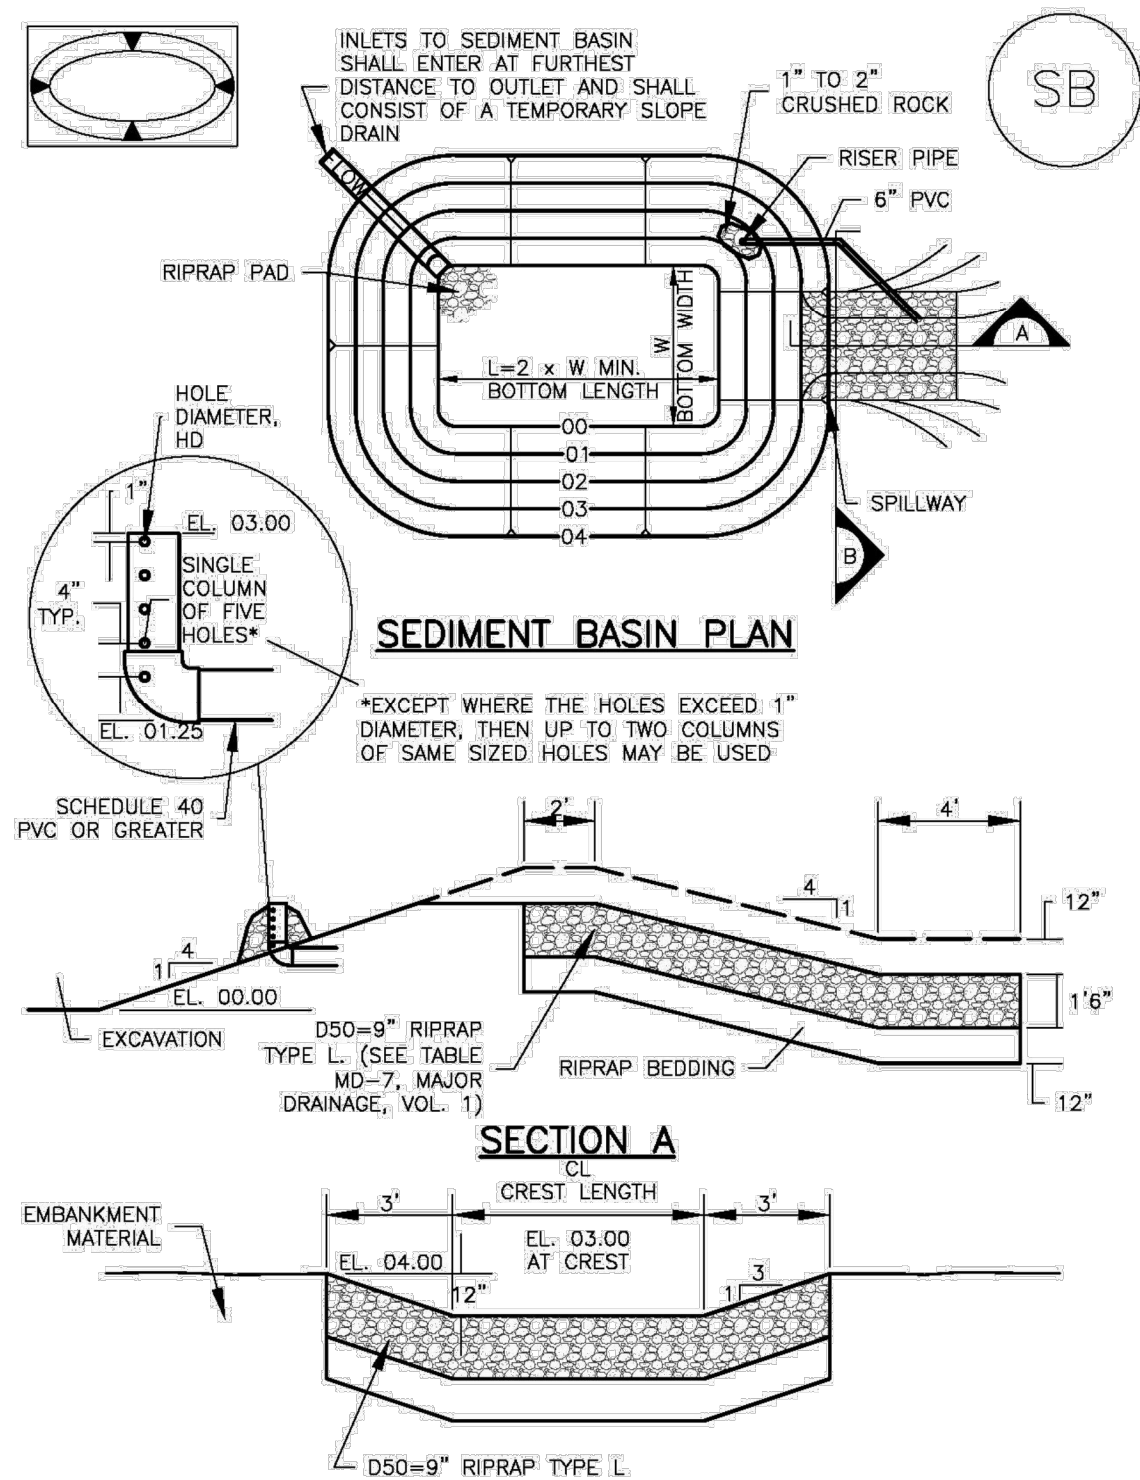 INLETS TO SEDIMENT BASIN
SHALL ENTER AT FURTHEST
DISTANCE TO OUTLET AND SHALL
CONSIST OF A TEMPORARY SLOPE
DRAIN
1" TO 2"
CRUSHED ROCK
SB
RISER PIPE
6" PVC
FLOW
RIPRAP PAD
W
BOTTOM WIDTH
A
L=2 x W MIN.
BOTTOM LENGTH
00
01
02
03
04
SPILLWAY
B
HOLE
DIAMETER,
HD
1"
EL. 03.00
SINGLE
COLUMN
OF FIVE
HOLES*
4"
TYP.
EL. 01.25
SEDIMENT BASIN PLAN
*EXCEPT WHERE THE HOLES EXCEED 1"
DIAMETER, THEN UP TO TWO COLUMNS
OF SAME SIZED HOLES MAY BE USED
SCHEDULE 40
PVC OR GREATER
2'
4'
4
1
12"
4
1
EL. 00.00
1'6"
EXCAVATION
D50=9" RIPRAP
TYPE L. (SEE TABLE
MD-7, MAJOR
DRAINAGE, VOL. 1)
RIPRAP BEDDING
12"
SECTION A
CL
CREST LENGTH
3'
3'
EMBANKMENT
MATERIAL
EL. 04.00
EL. 03.00
AT CREST
12"
3
1
D50=9" RIPRAP TYPE L